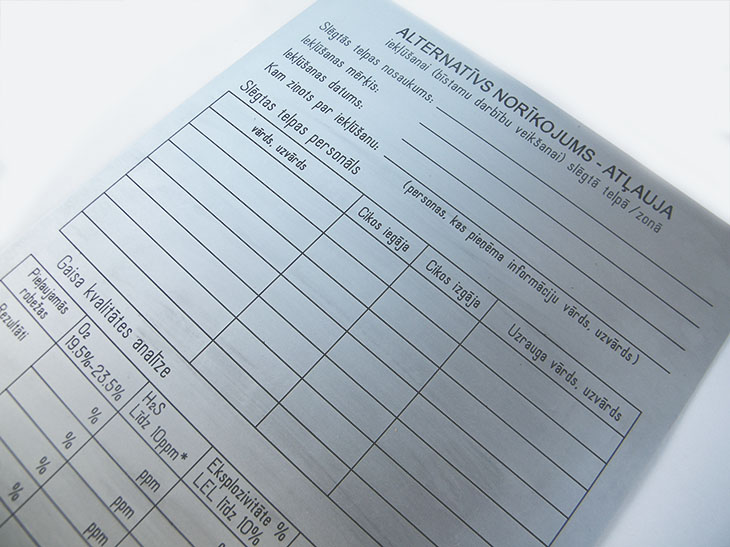 ALTERNATĪVS NORĪKOJUMS - ATĻAUJA
iekļūšanai (bīstamu darbību veikšanai) slēgtā telpā/zonā
Slēgtās telpas nosaukums:
Iekļūšanas mērķis:
Iekļūšanas datums:
Kam ziņots par iekļūšanu:
(personas, kas pieņēma informāciju vārds, uzvārds)
Slēgtas telpas personāls
vārds, uzvārds
Cikos iegāja
Cikos izgāja
Uzrauga vārds, uzvārds
Gaisa kvalitātes analīze
Pieļaujamās
robežas
O2
19,5%-23,5%
H2S
Līdz 10ppm*
Eksplozivitāte %
LEL līdz 10%
Rezultāti
%
ppm
%
ppm
%
ppm
%